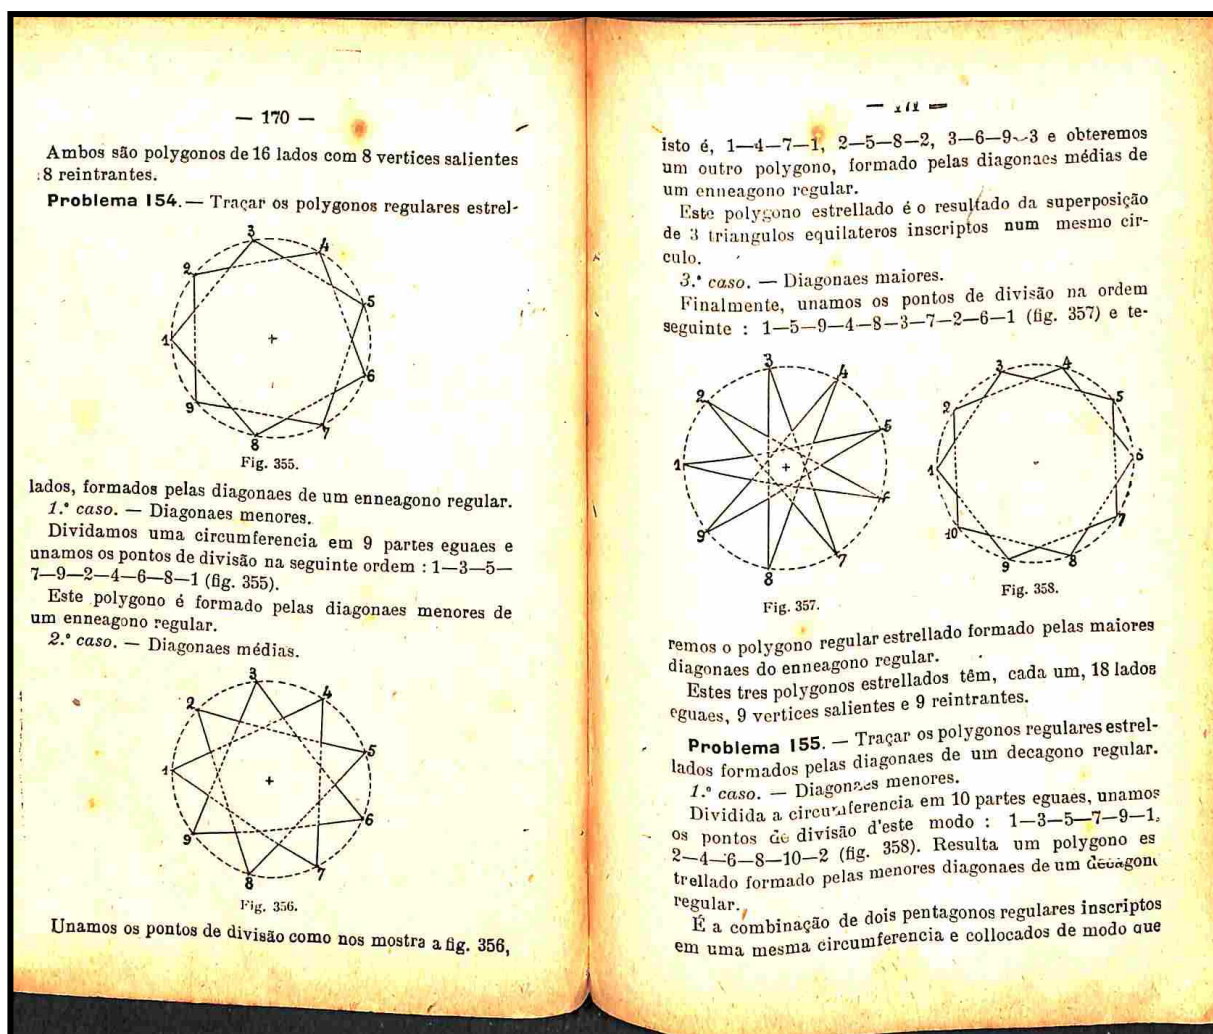 — 170 —
Ambos são polygonos de 16 lados com 8 vertices salientes
8 reintrantes.
Problema 154. — Traçar os polygonos regulares estrel-
3
4
2
5
1
6
9
7
8
Fig. 355.
lados, formados pelas diagonaes de um enneagono regular.
1.º caso. — Diagonaes menores.
Dividamos uma circumferencia em 9 partes eguaes e
unamos os pontos de divisão na seguinte ordem : 1—3—5—
7—9—2—4—6—8—1 (fig. 355).
Este polygono é formado pelas diagonaes menores de
um enneagono regular.
2.º caso. — Diagonaes médias.
3
4
2
5
1
6
9
7
8
Fig. 356.
Unamos os pontos de divisão como nos mostra a fig. 356,
isto é, 1—4—7—1, 2—5—8—2, 3—6—9—3 e obteremos
um outro polygono, formado pelas diagonaes médias de
um enneagono regular.
Este polygono estrellado é o resultado da superposição
de 3 triangulos equilateros inscriptos num mesmo cir-
culo.
3.º caso. — Diagonaes maiores.
Finalmente, unamos os pontos de divisão na ordem
seguinte : 1—5—9—4—8—3—7—2—6—1 (fig. 357) e te-
3
4
2
5
1
6
9
7
8
Fig. 357.
3
4
2
5
1
6
10
7
9
8
Fig. 358.
remos o polygono regular estrellado formado pelas maiores
diagonaes do enneagono regular.
Estes tres polygonos estrellados têm, cada um, 18 lados
eguaes, 9 vertices salientes e 9 reintrantes.
Problema 155. — Traçar os polygonos regulares estrel-
lados formados pelas diagonaes de um decagono regular.
1.º caso. — Diagonaes menores.
Dividida a circumferencia em 10 partes eguaes, unamos
os pontos de divisão d'este modo : 1—3—5—7—9—1,
2—4—6—8—10—2 (fig. 358). Resulta um polygono es
trellado formado pelas menores diagonaes de um decagono
regular.
É a combinação de dois pentagonos regulares inscriptos
em uma mesma circumferencia e collocados de modo que